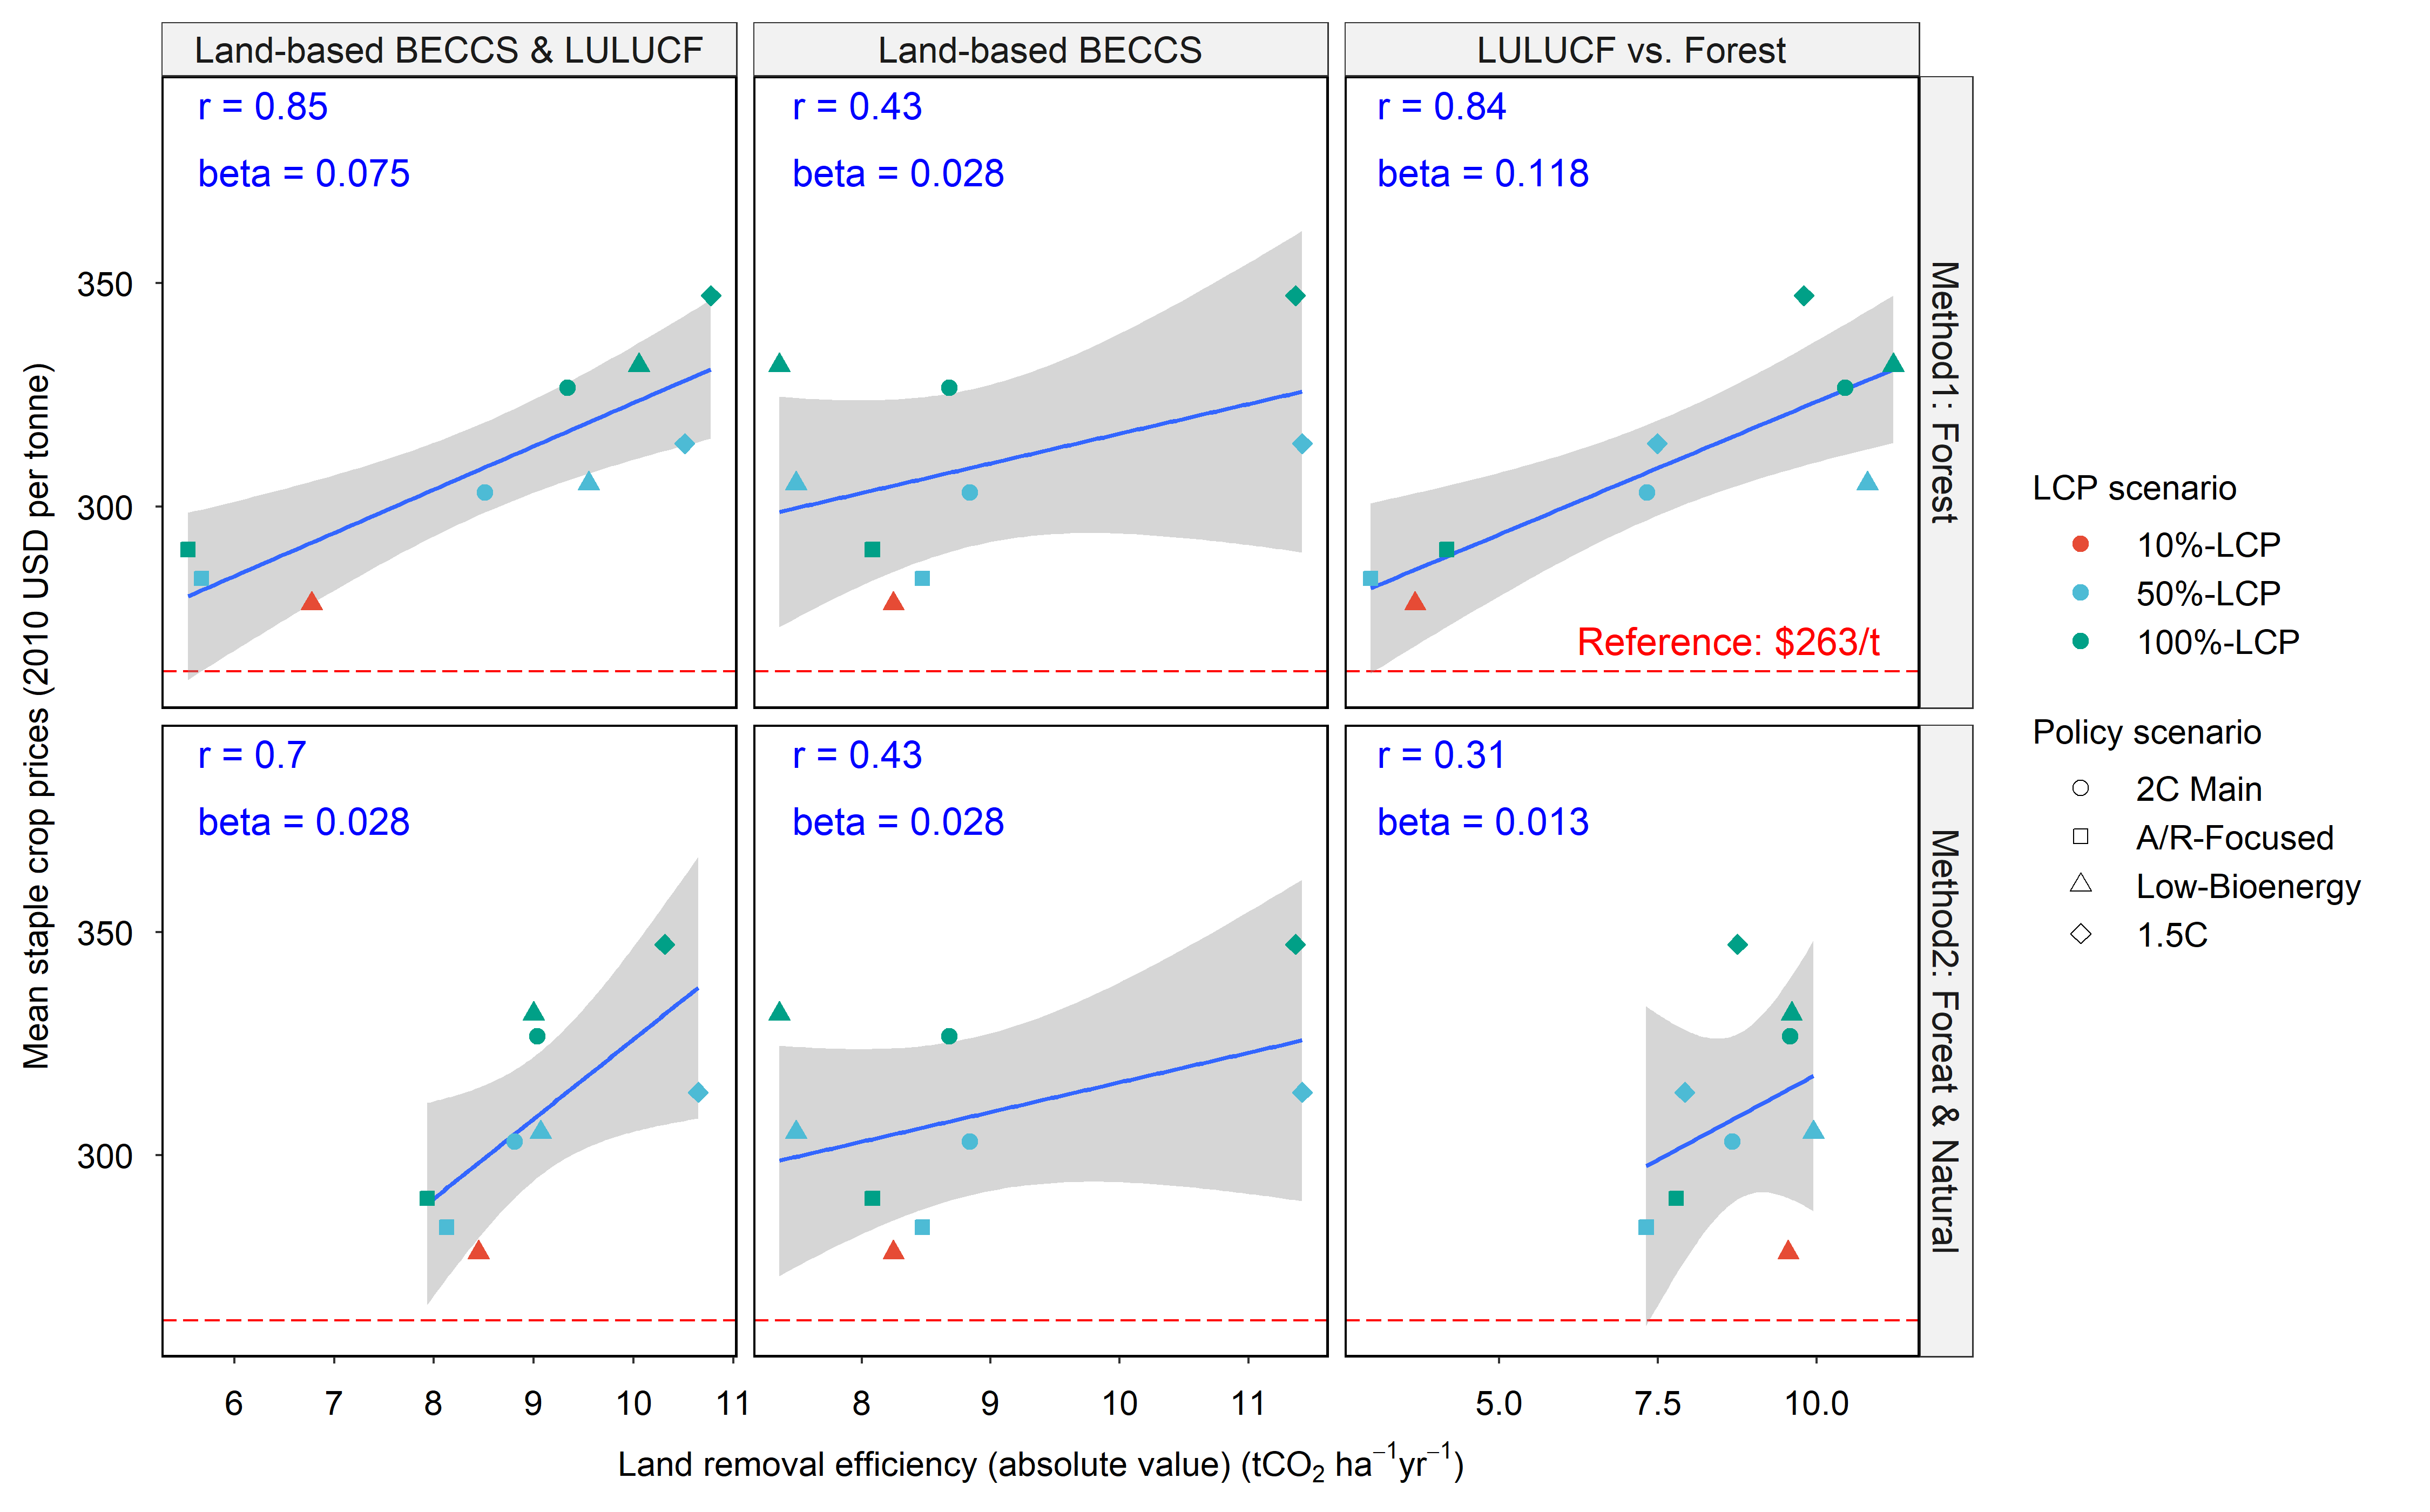 Land-based BECCS & LULUCF
Land-based BECCS
LULUCF vs. Forest
r = 0.85
beta = 0.075
r = 0.43
beta = 0.028
r = 0.84
beta = 0.118
Reference: $263/t
Method1: Forest
350
300
r = 0.7
beta = 0.028
r = 0.43
beta = 0.028
r = 0.31
beta = 0.013
Method2: Foreat & Natural
350
300
Mean staple crop prices (2010 USD per tonne)
6 7 8 9 10 11
8 9 10 11
5.0 7.5 10.0
Land removal efficiency (absolute value) (tCO₂ ha⁻¹yr⁻¹)
LCP scenario
10%-LCP
50%-LCP
100%-LCP
Policy scenario
2C Main
A/R-Focused
Low-Bioenergy
1.5C